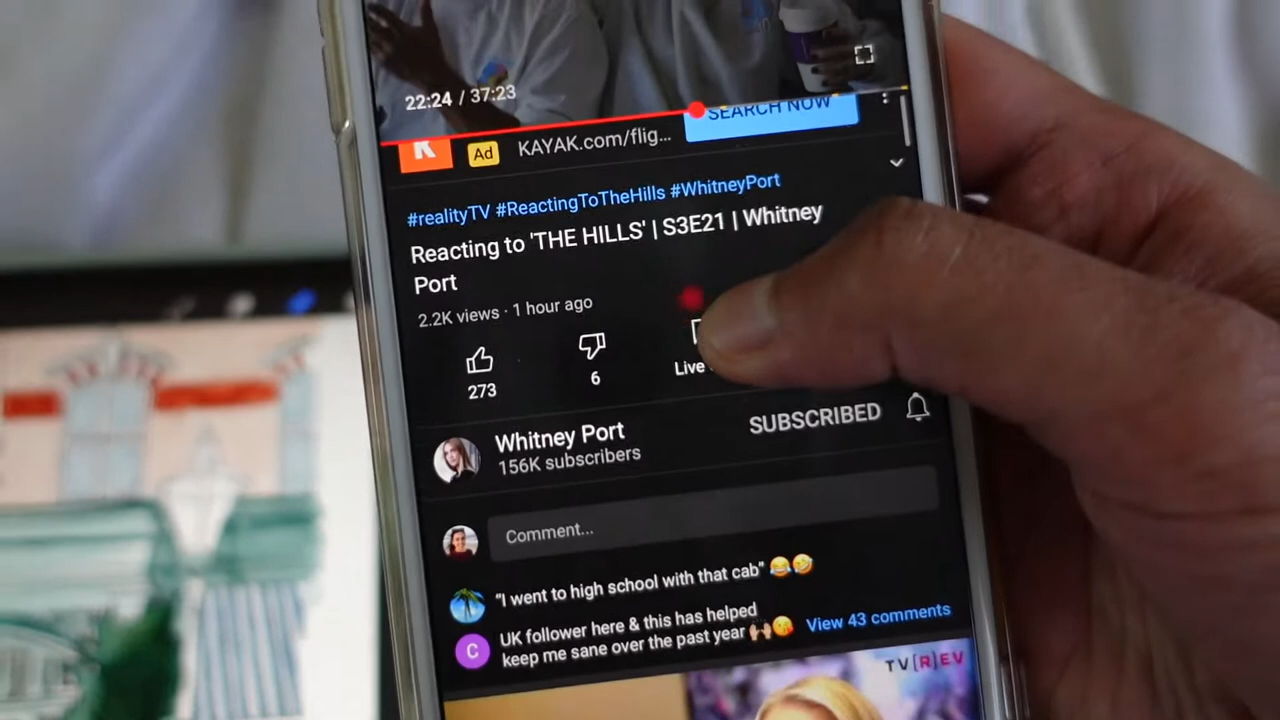 22:24 / 37:23
SEARCH NOW
Ad KAYAK.com/flig...
#realityTV #ReactingToTheHills #WhitneyPort
Reacting to 'THE HILLS' | S3E21 | Whitney
Port
2.2K views · 1 hour ago
Live
273
6
Whitney Port
156K subscribers
SUBSCRIBED
Comment...
"I went to high school with that cab" 😂🤣
C
UK follower here & this has helped
keep me sane over the past year 🙌🏽😘
View 43 comments
TV[R]EV